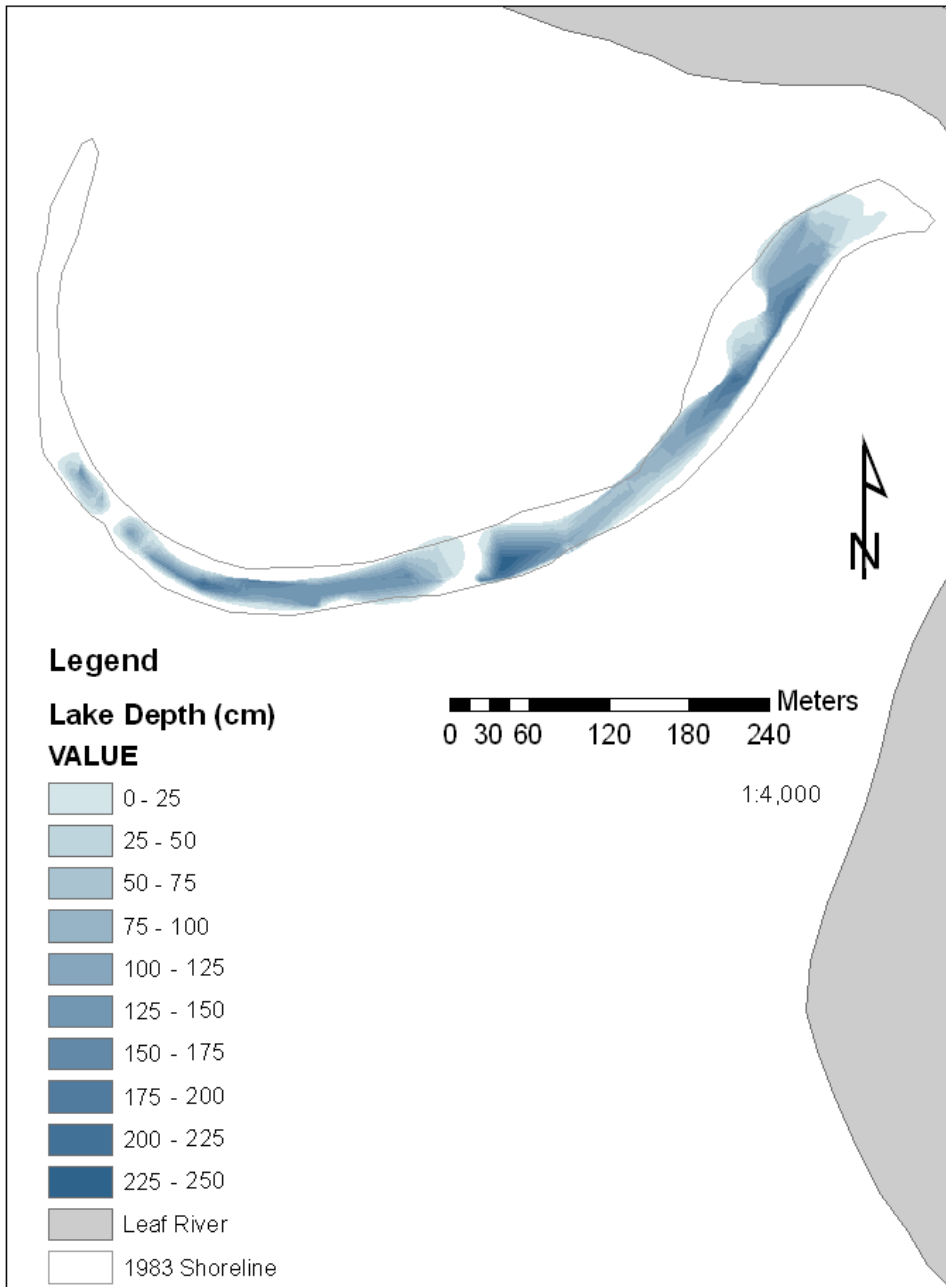 N
Legend
Lake Depth (cm)
VALUE
0 - 25
25 - 50
50 - 75
75 - 100
100 - 125
125 - 150
150 - 175
175 - 200
200 - 225
225 - 250
Leaf River
1983 Shoreline
Meters
0 30 60 120 180 240
1:4,000